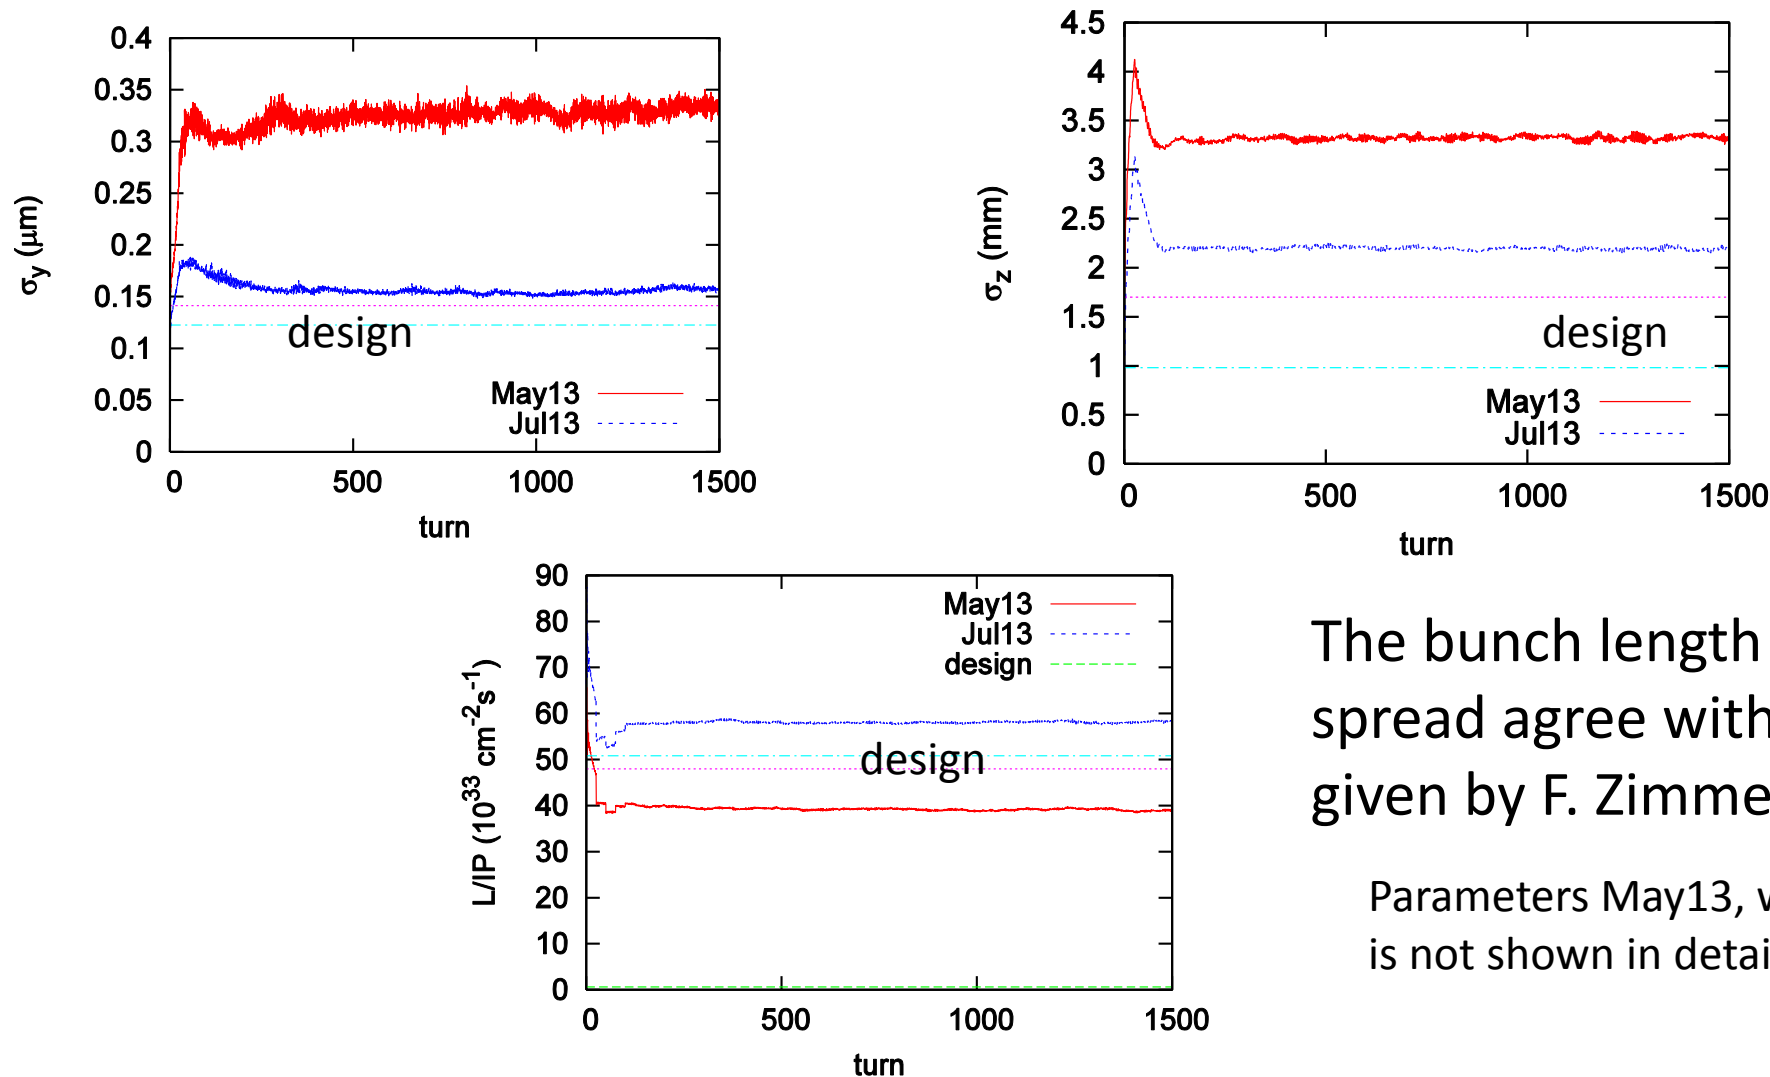 0.4
0.35
0.3
0.25
0.2
0.15
0.1
0.05
0
σy (μm)
design
May13
Jul13
0 500 1000 1500
turn
4.5
4
3.5
3
2.5
2
1.5
1
0.5
0
σz (mm)
design
May13
Jul13
0 500 1000 1500
turn
90
80
70
60
50
40
30
20
10
0
L/IP (10^33 cm^-2 s^-1)
May13
Jul13
design
design
0 500 1000 1500
turn
The bunch length
spread agree with
given by F. Zimme
Parameters May13,
is not shown in detai